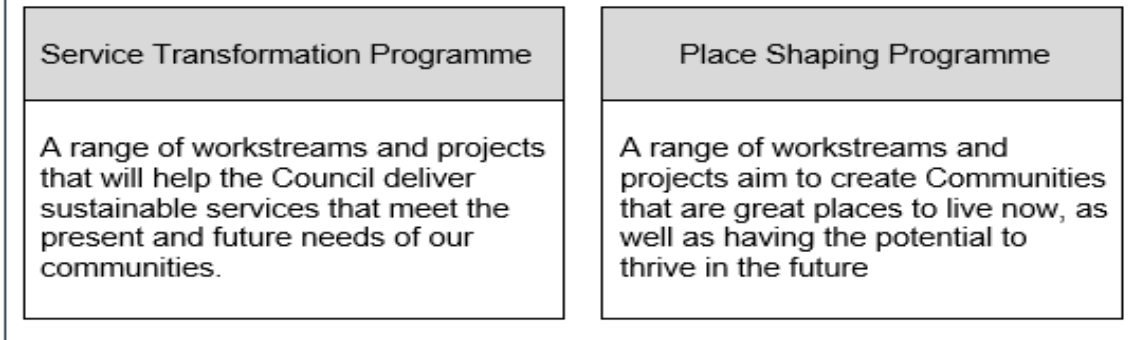 Service Transformation Programme
A range of workstreams and projects
that will help the Council deliver
sustainable services that meet the
present and future needs of our
communities.
Place Shaping Programme
A range of workstreams and
projects aim to create Communities
that are great places to live now, as
well as having the potential to
thrive in the future